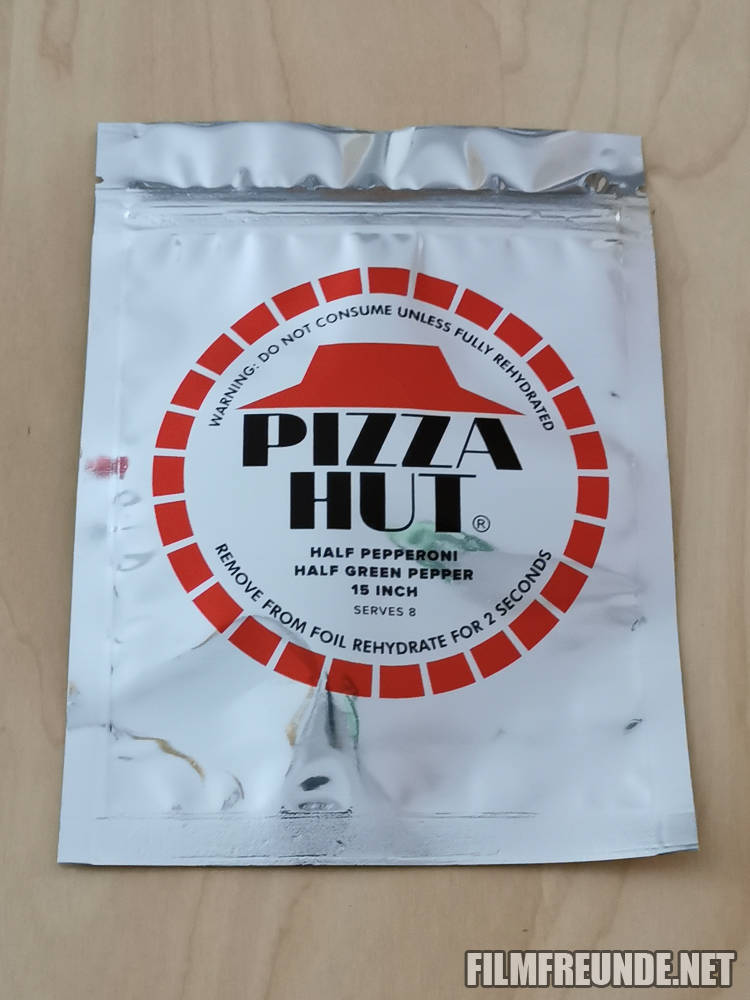 WARNING: DO NOT CONSUME UNLESS FULLY REHYDRATED
PIZZA
HUT®
HALF PEPPERONI
HALF GREEN PEPPER
15 INCH
SERVES 8
REMOVE FROM FOIL REHYDRATE FOR 2 SECONDS
FILMFREUNDE.NET